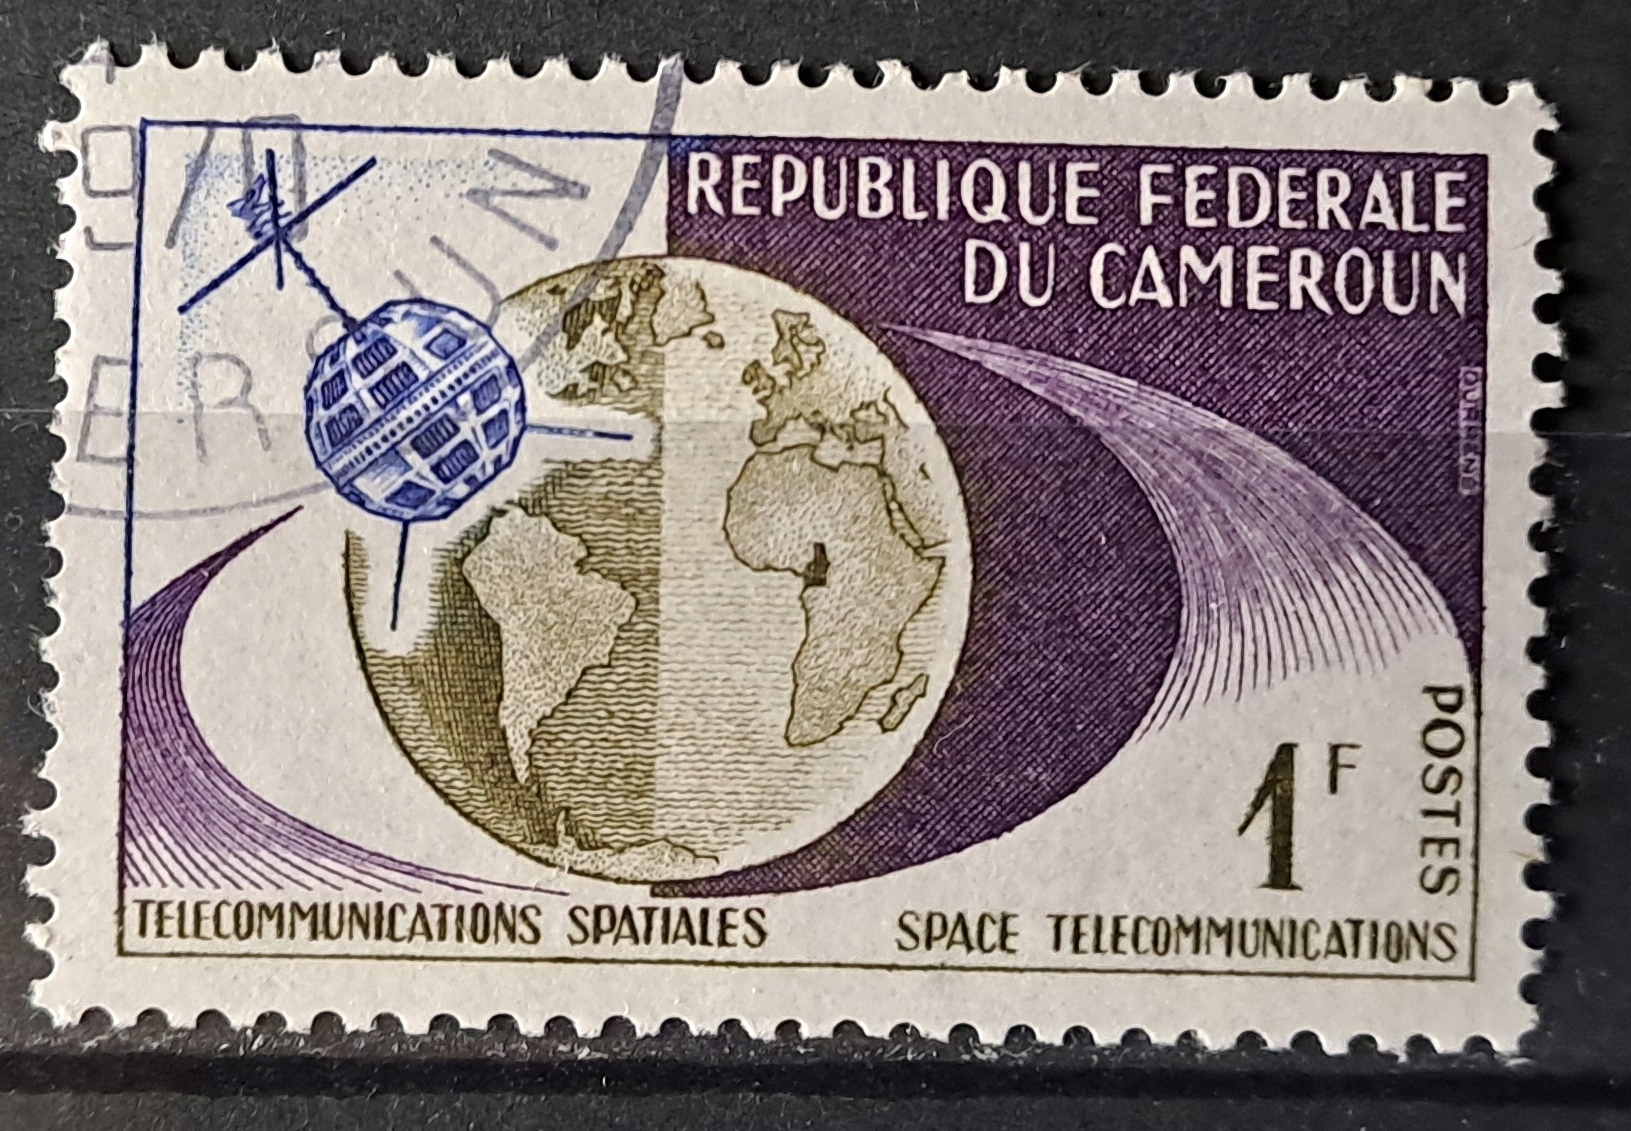 REPUBLIQUE FEDERALE
DU CAMEROUN
1F
POSTES
TELECOMMUNICATIONS SPATIALES
SPACE TELECOMMUNICATIONS